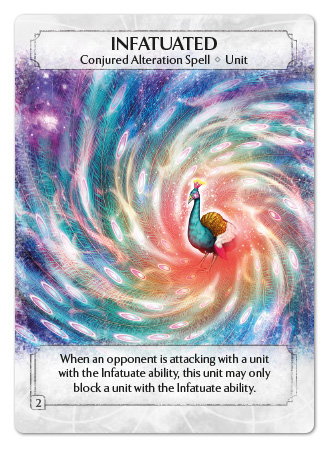 INFATUATED
Conjured Alteration Spell ◇ Unit
When an opponent is attacking with a unit
with the Infatuate ability, this unit may only
block a unit with the Infatuate ability.
2